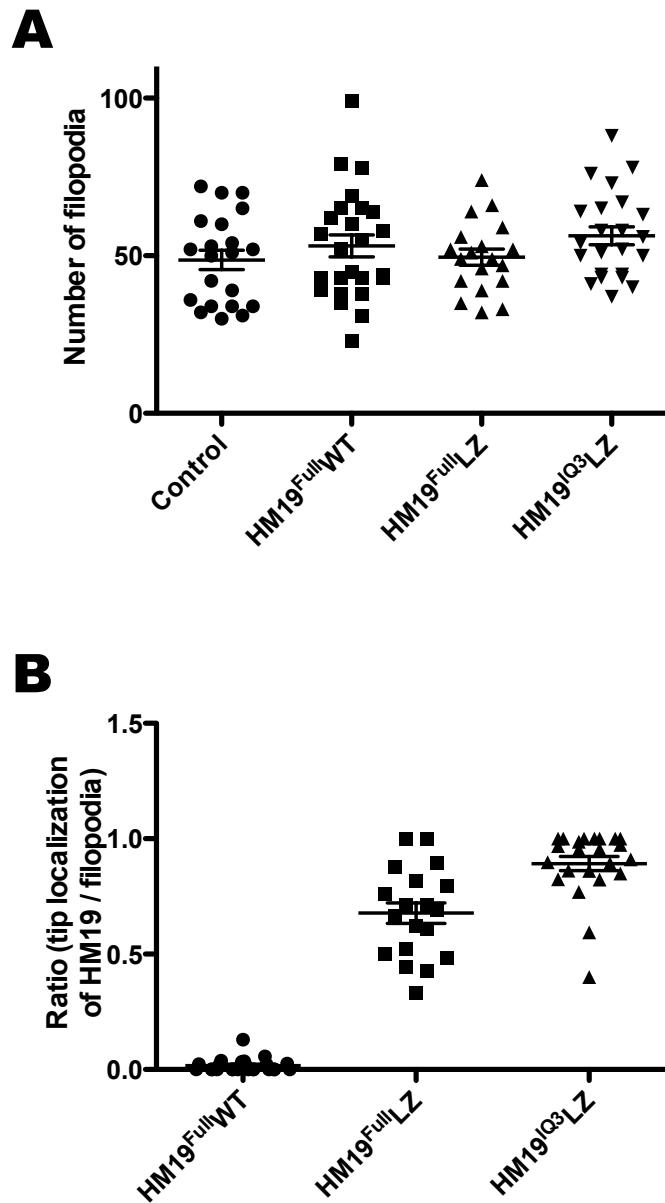 A
Number of filopodia
100
50
0
Control
HM19FullWT
HM19FullLZ
HM19IQ3LZ
B
Ratio (tip localization
of HM19 / filopodia)
1.5
1.0
0.5
0.0
HM19FullWT
HM19FullLZ
HM19IQ3LZ